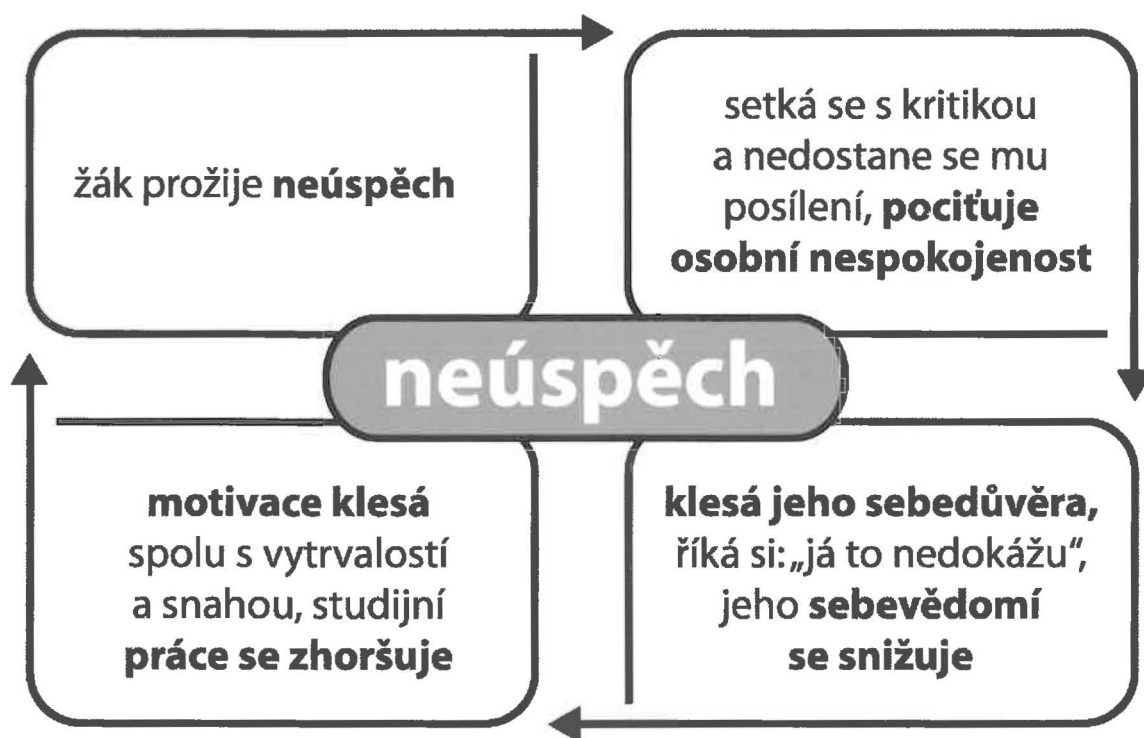 žák prožije neúspěch
setká se s kritikou
a nedostane se mu
posílení, pociťuje
osobní nespokojenost
neúspěch
motivace klesá
spolu s vytrvalostí
a snahou, studijní
práce se zhoršuje
klesá jeho sebedůvěra,
říká si: „já to nedokážu“,
jeho sebevědomí
se snižuje